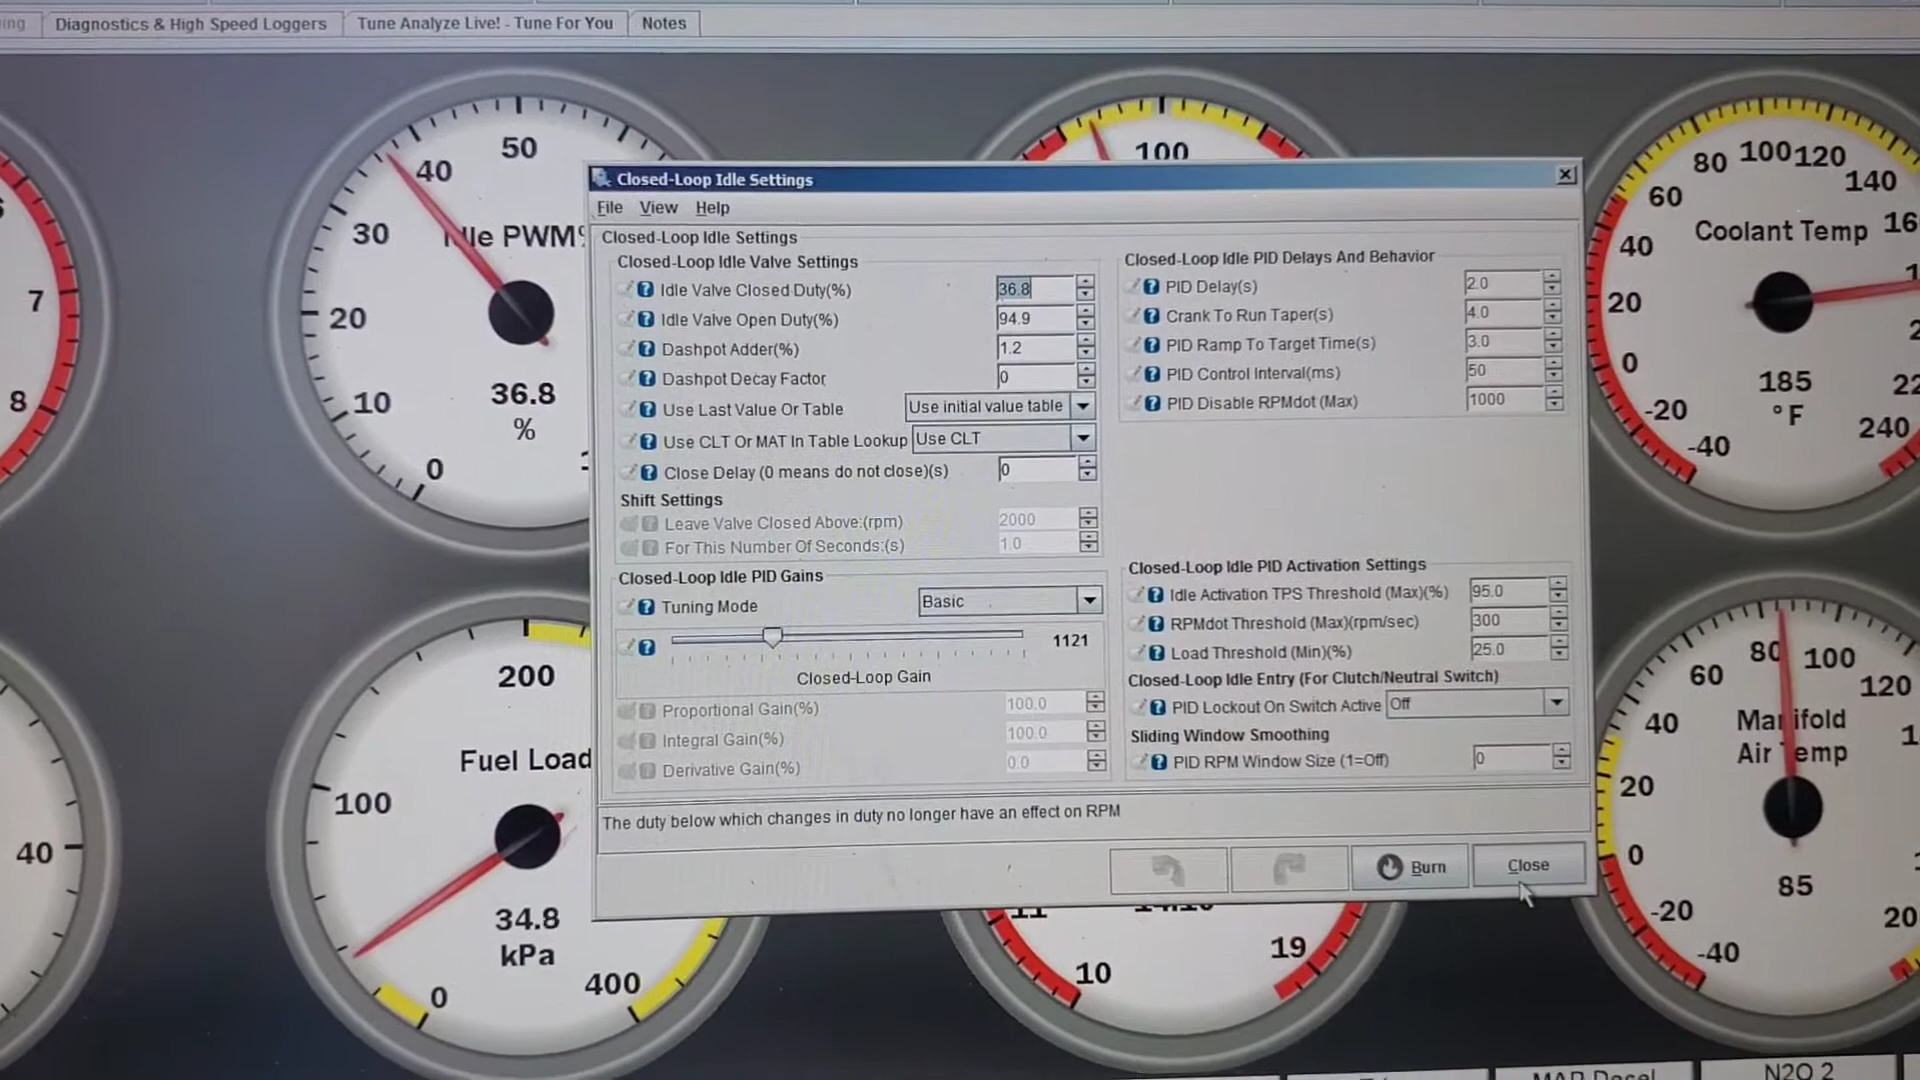 Diagnostics & High Speed Loggers
Tune Analyze Live! - Tune For You
Notes
7
8
40
50
40
30
20
10
0
PWM
36.8
%
200
100
0
400
Fuel Load
34.8
kPa
100
Closed-Loop Idle Settings
File View Help
Closed-Loop Idle Settings
Closed-Loop Idle Valve Settings
Idle Valve Closed Duty(%) 36.8
Idle Valve Open Duty(%) 94.9
Dashpot Adder(%) 1.2
Dashpot Decay Factor 0
Use Last Value Or Table Use initial value table
Use CLT Or MAT In Table Lookup Use CLT
Close Delay (0 means do not close)(s) 0
Shift Settings
Leave Valve Closed Above:(rpm) 2000
For This Number Of Seconds:(s) 1.0
Closed-Loop Idle PID Gains
Tuning Mode Basic
1121
Closed-Loop Gain
Proportional Gain(%) 100.0
Integral Gain(%) 100.0
Derivative Gain(%) 0.0
Closed-Loop Idle PID Delays And Behavior
PID Delay(s) 2.0
Crank To Run Taper(s) 4.0
PID Ramp To Target Time(s) 3.0
PID Control Interval(ms) 50
PID Disable RPMdot (Max) 1000
Closed-Loop Idle PID Activation Settings
Idle Activation TPS Threshold (Max)(%) 95.0
RPMdot Threshold (Max)(rpm/sec) 300
Load Threshold (Min)(%) 25.0
Closed-Loop Idle Entry (For Clutch/Neutral Switch)
PID Lockout On Switch Active Off
Sliding Window Smoothing
PID RPM Window Size (1=Off) 0
The duty below which changes in duty no longer have an effect on RPM
Burn
Close
11
10
19
80 100 120
60 140
40
20
0
-20
-40
240
Coolant Temp
185
°F
80 100
60 120
40
20
0
-20
-40
Manifold
Air Temp
85
N2O 2